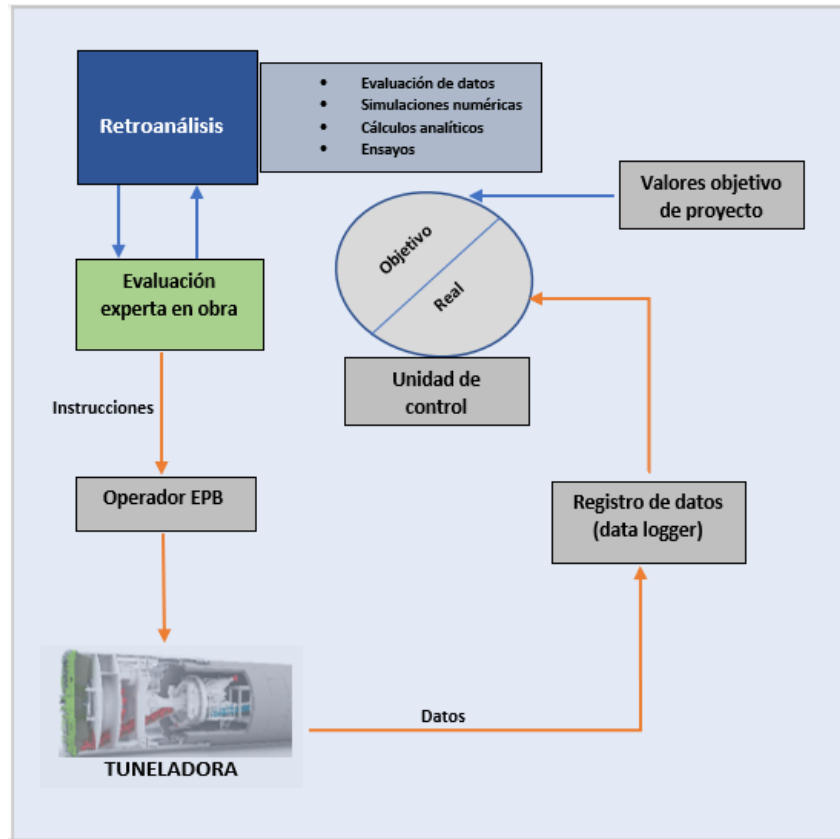 Retroanálisis
• Evaluación de datos
• Simulaciones numéricas
• Cálculos analíticos
• Ensayos
Valores objetivo
de proyecto
Objetivo
Real
Evaluación
experta en obra
Unidad de
control
Instrucciones
Operador EPB
Registro de datos
(data logger)
Datos
TUNELADORA